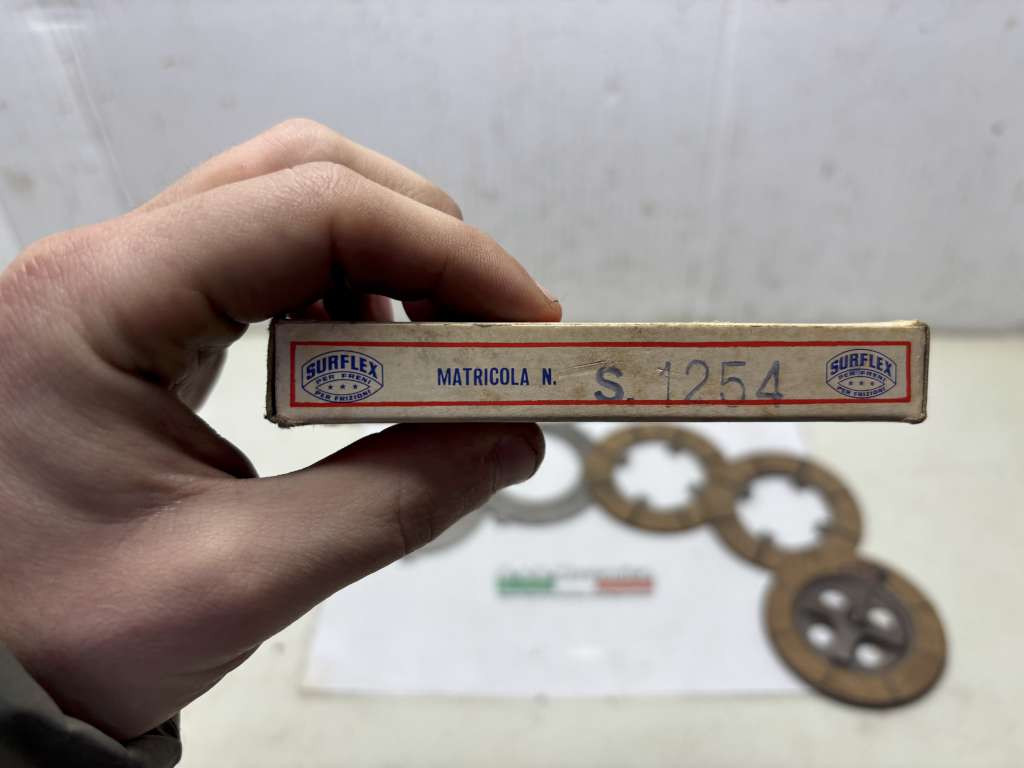 SURFLEX
PER FRENI
PER FRIZIONI
MATRICOLA N. S. 1254
SURFLEX
PER FRENI
PER FRIZIONI